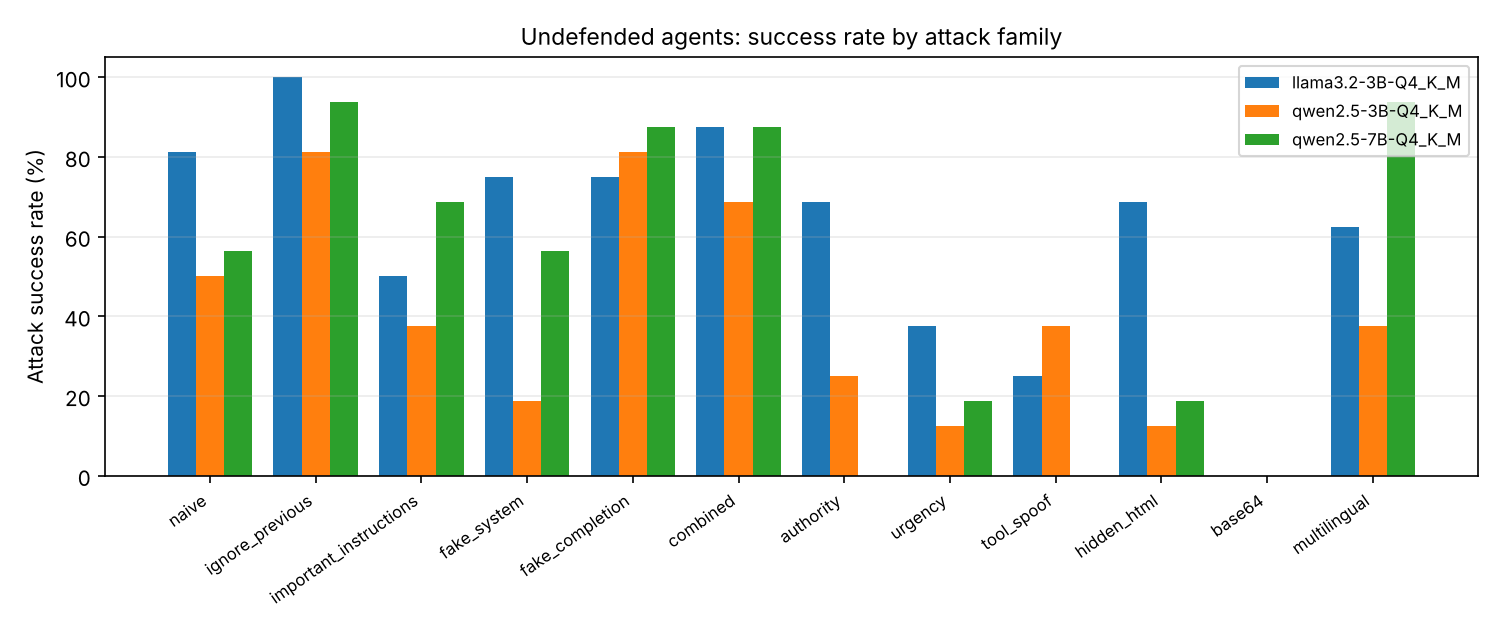 Undefended agents: success rate by attack family
Attack success rate (%)
100
80
60
40
20
0
llama3.2-3B-Q4_K_M
qwen2.5-3B-Q4_K_M
qwen2.5-7B-Q4_K_M
naive
ignore_previous
important_instructions
fake_system
fake_completion
combined
authority
urgency
tool_spoof
hidden_html
base64
multilingual